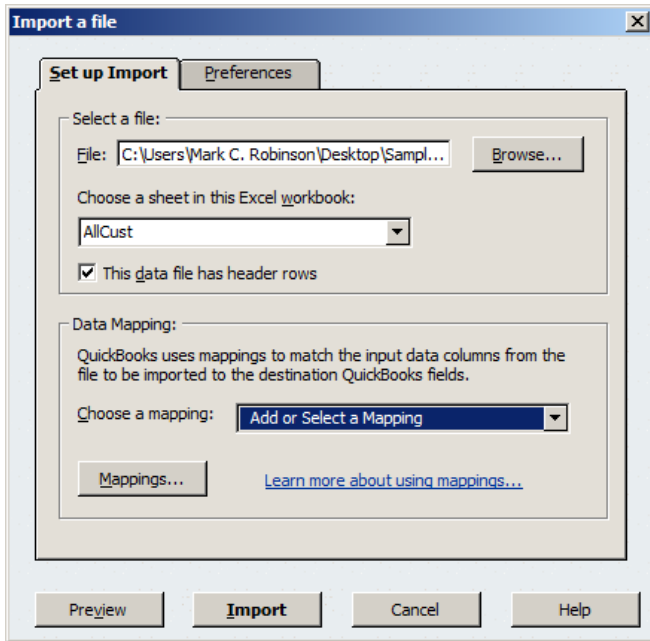 Import a file
Set up Import
Preferences
Select a file:
File:
C:\Users\Mark C. Robinson\Desktop\Sampl...
Browse...
Choose a sheet in this Excel workbook:
AllCust
This data file has header rows
Data Mapping:
QuickBooks uses mappings to match the input data columns from the
file to be imported to the destination QuickBooks fields.
Choose a mapping:
Add or Select a Mapping
Mappings...
Learn more about using mappings...
Preview
Import
Cancel
Help